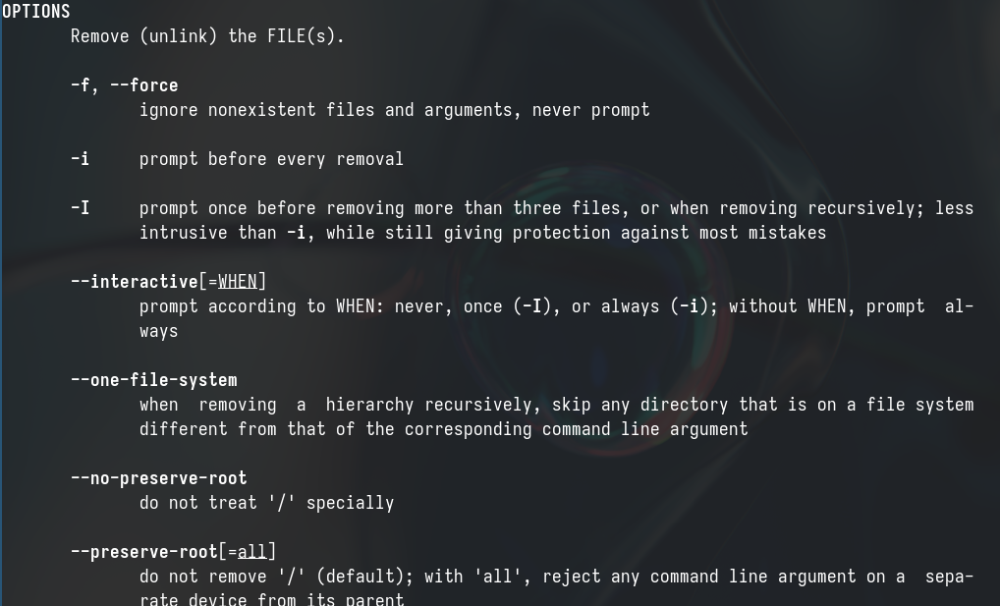 OPTIONS
Remove (unlink) the FILE(s).
-f, --force
ignore nonexistent files and arguments, never prompt
-i     prompt before every removal
-I     prompt once before removing more than three files, or when removing recursively; less
intrusive than -i, while still giving protection against most mistakes
--interactive[=WHEN]
prompt according to WHEN: never, once (-I), or always (-i); without WHEN, prompt  al-
ways
--one-file-system
when  removing  a  hierarchy recursively, skip any directory that is on a file system
different from that of the corresponding command line argument
--no-preserve-root
do not treat '/' specially
--preserve-root[=all]
do not remove '/' (default); with 'all', reject any command line argument on a  sepa-
rate device from its parent